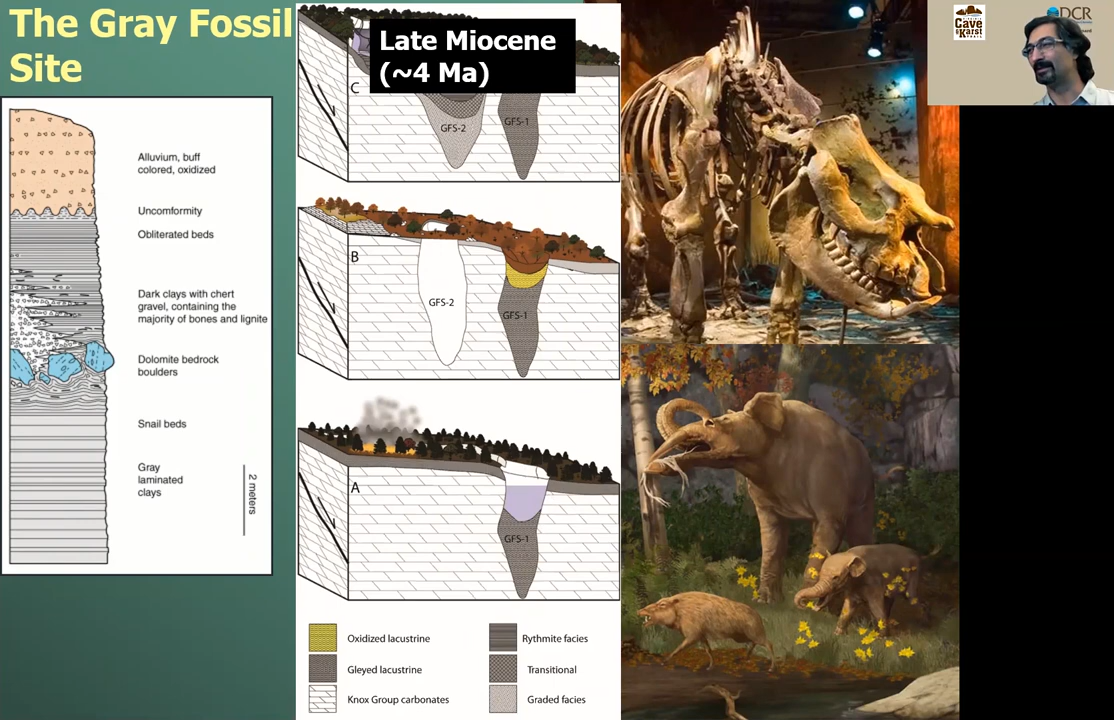 The Gray Fossil
Site
Alluvium, buff
colored, oxidized
Uncomformity
Obliterated beds
Dark clays with chert
gravel, containing the
majority of bones and lignite
Dolomite bedrock
boulders
Snail beds
Gray
laminated
clays
2 meters
Late Miocene
(~4 Ma)
C
GFS-2
GFS-1
B
GFS-2
GFS-1
A
GFS-1
Oxidized lacustrine
Gleyed lacustrine
Knox Group carbonates
Rythmite facies
Transitional
Graded facies
Cave
Karst
DCR